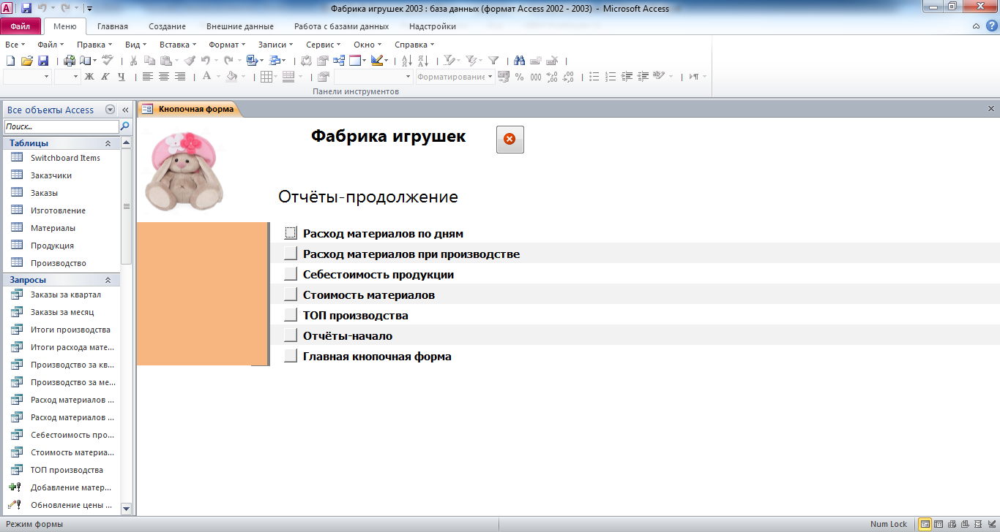 Фабрика игрушек 2003 : база данных (формат Access 2002 - 2003) - Microsoft Access
Файл Меню Главная Создание Внешние данные Работа с базами данных Надстройки
Все Файл Правка Вид Вставка Формат Записи Сервис Окно Справка
Ж К Ч А Форматирование % 000
Панели инструментов
Все объекты Access
Поиск...
Таблицы
Switchboard Items
Заказчики
Заказы
Изготовление
Материалы
Продукция
Производство
Запросы
Заказы за квартал
Заказы за месяц
Итоги производства
Итоги расхода мате...
Производство за кв...
Производство за ме...
Расход материалов ...
Расход материалов ...
Себестоимость про...
Стоимость материа...
ТОП производства
Добавление матер...
Обновление цены ...
Кнопочная форма
Фабрика игрушек
Отчёты-продолжение
Расход материалов по дням
Расход материалов при производстве
Себестоимость продукции
Стоимость материалов
ТОП производства
Отчёты-начало
Главная кнопочная форма
Режим формы
Num Lock